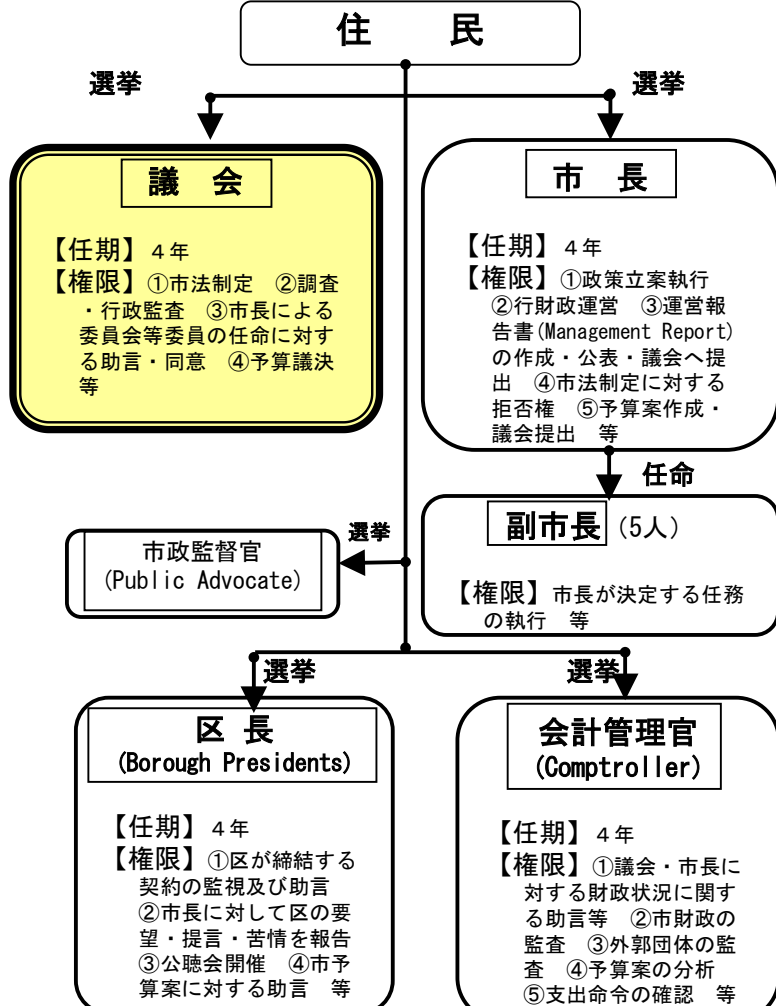 住　民
選挙
選挙
議　会
【任期】４年
【権限】①市法制定　②調査
・行政監査　③市長による
委員会等委員の任命に対す
る助言・同意　④予算議決
等
市　長
【任期】４年
【権限】①政策立案執行
②行財政運営　③運営報
告書(Management Report)
の作成・公表・議会へ提
出　④市法制定に対する
拒否権　⑤予算案作成・
議会提出　等
任命
副市長（5人）
【権限】市長が決定する任務
の執行　等
選挙
市政監督官
(Public Advocate)
選挙
選挙
区 長
(Borough Presidents)
【任期】４年
【権限】①区が締結する
契約の監視及び助言
②市長に対して区の要
望・提言・苦情を報告
③公聴会開催　④市予
算案に対する助言　等
会計管理官
(Comptroller)
【任期】４年
【権限】①議会・市長に
対する財政状況に関す
る助言等　②市財政の
監査　③外郭団体の監
査　④予算案の分析
⑤支出命令の確認　等